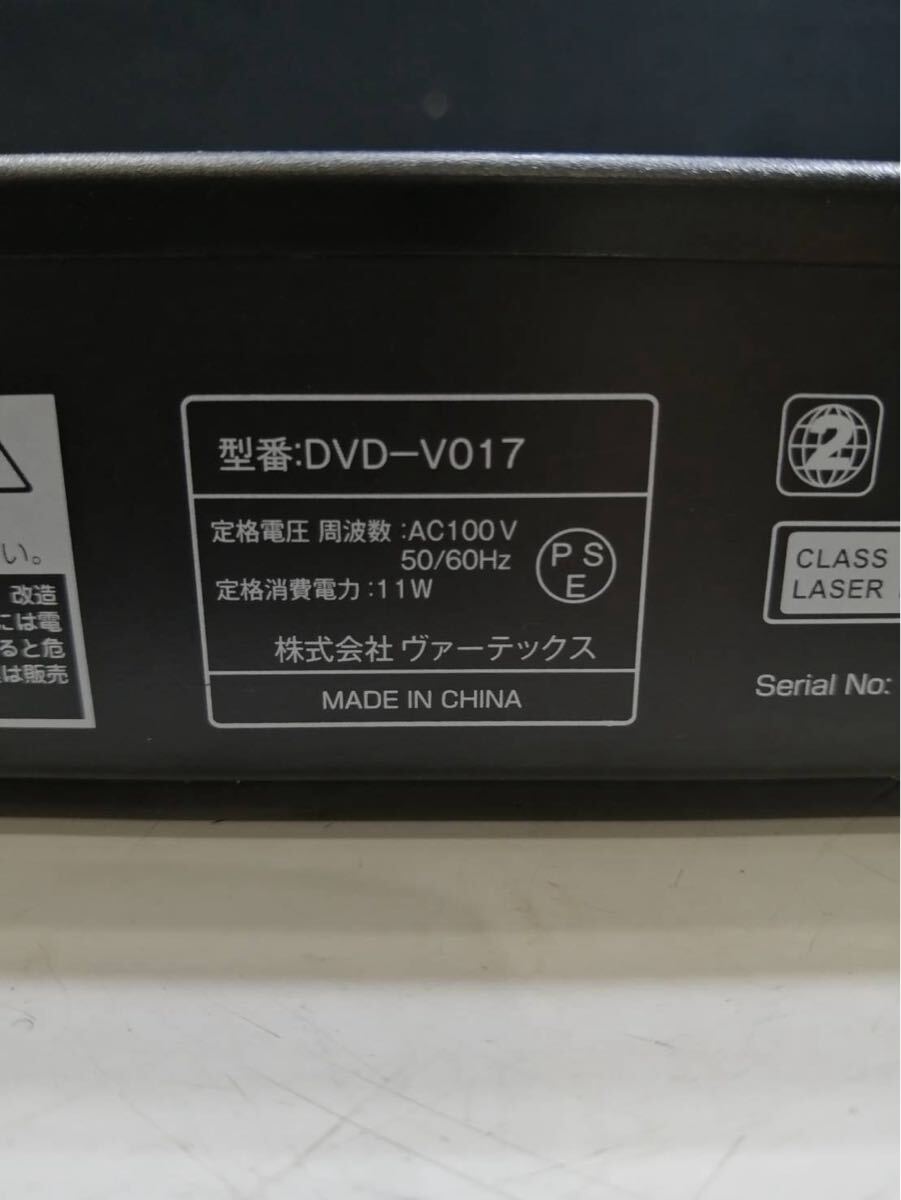 い。
改造
には電
ると危
は販売
型番:DVD-V017
定格電圧 周波数:AC100V
50/60Hz
定格消費電力:11W
P S
E
株式会社 ヴァーテックス
MADE IN CHINA
2
CLASS
LASER
Serial No: